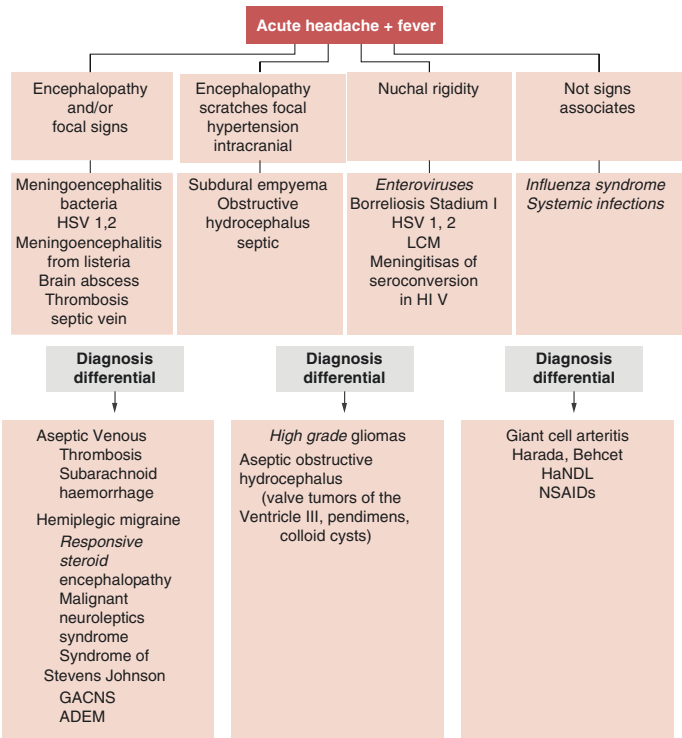 Acute headache + fever
Encephalopathy
and/or
focal signs
Encephalopathy
scratches focal
hypertension
intracranial
Nuchal rigidity
Not signs
associates
Meningoencephalitis
bacteria
HSV 1,2
Meningoencephalitis
from listeria
Brain abscess
Thrombosis
septic vein
Subdural empyema
Obstructive
hydrocephalus
septic
Enteroviruses
Borreliosis Stadium I
HSV 1, 2
LCM
Meningitisas of
seroconversion
in HI V
Influenza syndrome
Systemic infections
Diagnosis
differential
Diagnosis
differential
Diagnosis
differential
Aseptic Venous
Thrombosis
Subarachnoid
haemorrhage
Hemiplegic migraine
Responsive
steroid
encephalopathy
Malignant
neuroleptics
syndrome
Syndrome of
Stevens Johnson
GACNS
ADEM
High grade gliomas
Aseptic obstructive
hydrocephalus
(valve tumors of the
Ventricle III, pendimens,
colloid cysts)
Giant cell arteritis
Harada, Behcet
HaNDL
NSAIDs